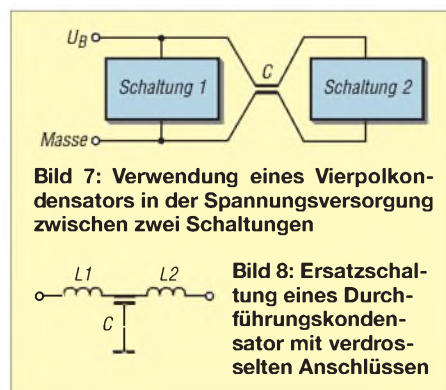 U_B
Schaltung 1
C
Schaltung 2
Masse
Bild 7: Verwendung eines Vierpolkon-
densators in der Spannungsversorgung
zwischen zwei Schaltungen
L1
L2
C
Bild 8: Ersatzschal-
tung eines Durch-
führungskonden-
sator mit verdros-
selten Anschlüssen